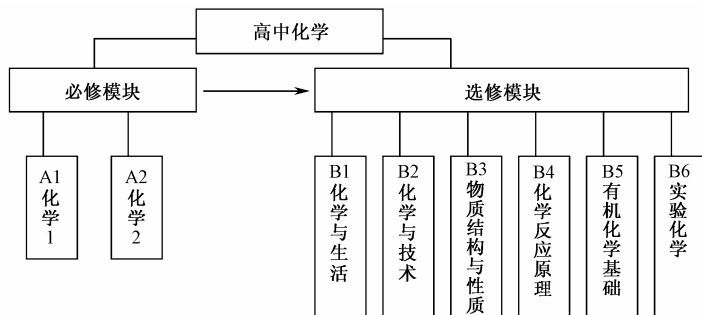 高中化学
必修模块
选修模块
A1
化学1
A2
化学2
B1
化学与生活
B2
化学与技术
B3
物质结构与性质
B4
化学反应原理
B5
有机化学基础
B6
实验化学